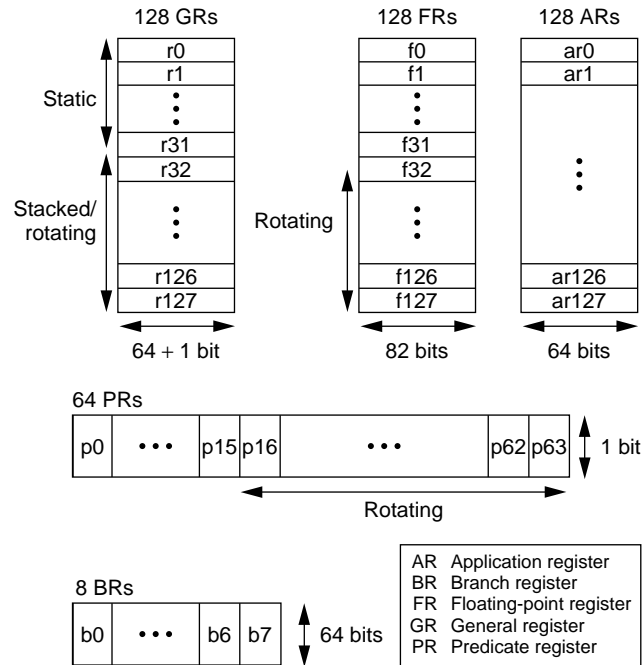 128 GRs
128 FRs
128 ARs
r0
r1
•••
r31
r32
•••
r126
r127
Static
Stacked/
rotating
64 + 1 bit
f0
f1
•••
f31
f32
•••
f126
f127
Rotating
82 bits
ar0
ar1
•••
ar126
ar127
64 bits
64 PRs
p0 ••• p15 p16 ••• p62 p63
1 bit
Rotating
8 BRs
b0 ••• b6 b7
64 bits
AR Application register
BR Branch register
FR Floating-point register
GR General register
PR Predicate register